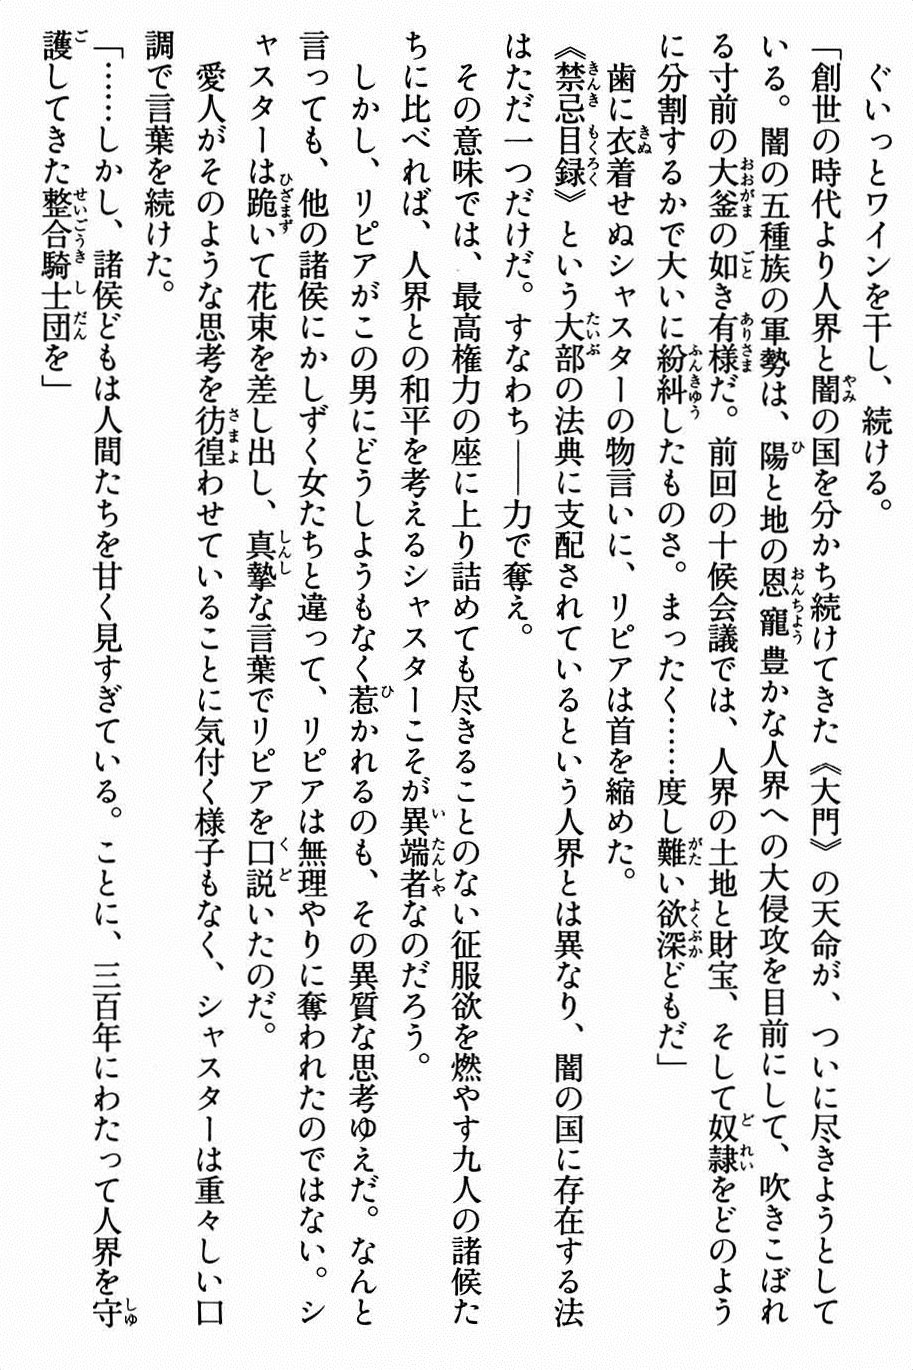 ぐいっとワインを干し、続ける。
「創世の時代より人界と闇の国を分かち続けてきた《大門》の天命が、ついに尽きようとして
いる。闇の五種族の軍勢は、陽と地の恩寵豊かな人界への大侵攻を目前にして、吹きこぼれ
る寸前の大釜の如き有様だ。前回の十候会議では、人界の土地と財宝、そして奴隷をどのよう
に分割するかで大いに紛糾したものさ。まったく……度し難い欲深どもだ」
　歯に衣着せぬシャスターの物言いに、リピアは首を縮めた。
《禁忌目録》という大部の法典に支配されているという人界とは異なり、闇の国に存在する法
はただ一つだけだ。すなわち――力で奪え。
　その意味では、最高権力の座に上り詰めても尽きることのない征服欲を燃やす九人の諸候た
ちに比べれば、人界との和平を考えるシャスターこそが異端者なのだろう。
　しかし、リピアがこの男にどうしようもなく惹かれるのも、その異質な思考ゆえだ。なんと
言っても、他の諸侯にかしずく女たちと違って、リピアは無理やりに奪われたのではない。シ
ャスターは跪いて花束を差し出し、真摯な言葉でリピアを口説いたのだ。
　愛人がそのような思考を彷徨わせていることに気付く様子もなく、シャスターは重々しい口
調で言葉を続けた。
「……しかし、諸侯どもは人間たちを甘く見すぎている。ことに、三百年にわたって人界を守
護してきた整合騎士団を」